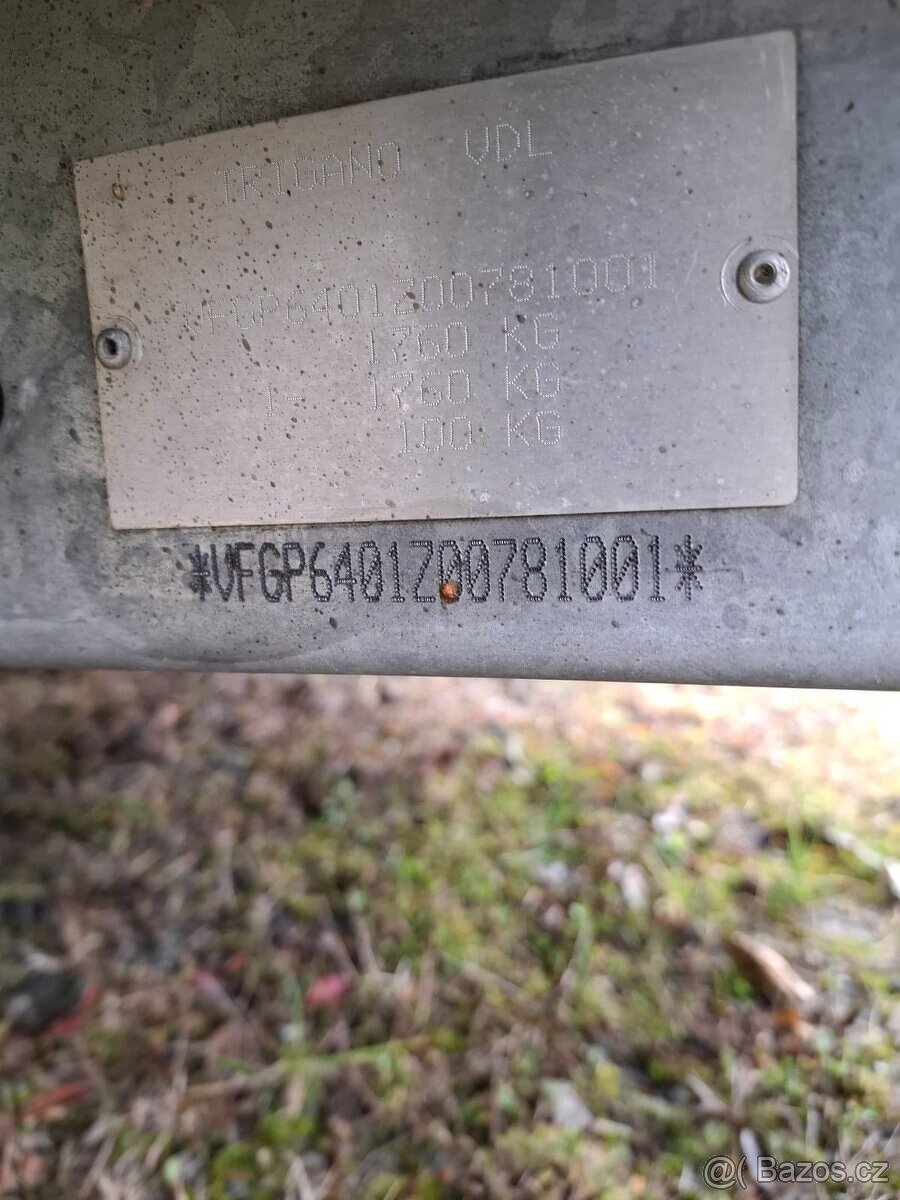 TRIGANO VDL
VFGP6401Z00781001
1760 KG
1- 1760 KG
100 KG
*VFGP6401Z00781001*
@( Bazos.cz